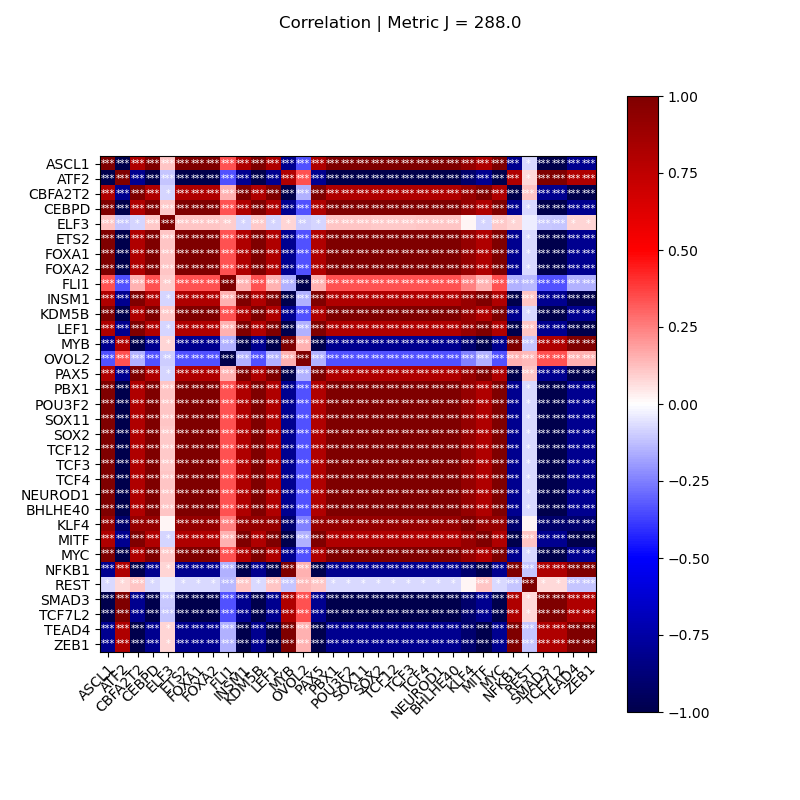 Correlation | Metric J = 288.0
ASCL1
ATF2
CBFA2T2
CEBPD
ELF3
ETS2
FOXA1
FOXA2
FLI1
INSM1
KDM5B
LEF1
MYB
OVOL2
PAX5
PBX1
POU3F2
SOX11
SOX2
TCF12
TCF3
TCF4
NEUROD1
BHLHE40
KLF4
MITF
MYC
NFKB1
REST
SMAD3
TCF7L2
TEAD4
ZEB1
ASCL1
ATF2
CBFA2T2
CEBPD
ELF3
ETS2
FOXA1
FOXA2
FLI1
INSM1
KDM5B
LEF1
MYB
OVOL2
PAX5
PBX1
POU3F2
SOX11
SOX2
TCF12
TCF3
TCF4
NEUROD1
BHLHE40
KLF4
MITF
MYC
NFKB1
REST
SMAD3
TCF7L2
TEAD4
ZEB1
1.00
0.75
0.50
0.25
0.00
−0.25
−0.50
−0.75
−1.00